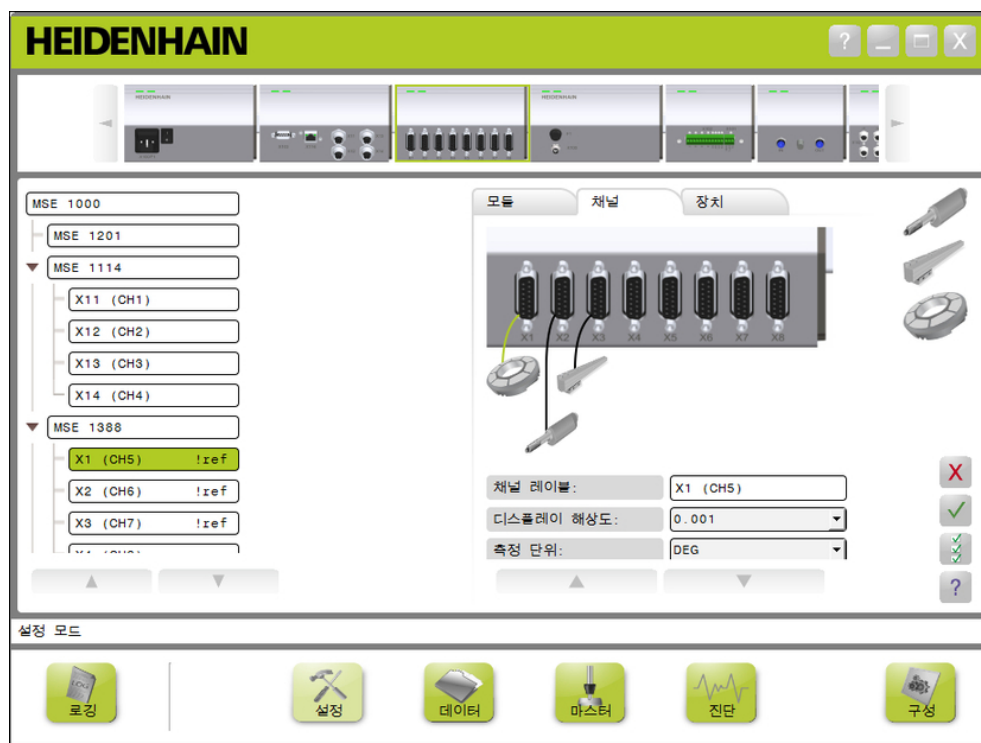 HEIDENHAIN
?
X
HEIDENHAIN
HEIDENHAIN
MSE 1000
MSE 1201
MSE 1114
X11 (CH1)
X12 (CH2)
X13 (CH3)
X14 (CH4)
MSE 1388
X1 (CH5) !ref
X2 (CH6) !ref
X3 (CH7) !ref
모듈 채널 장치
X1 X2 X3 X4 X5 X6 X7 X8
채널 레이블: X1 (CH5)
디스플레이 해상도: 0.001
측정 단위: DEG
X
?
설정 모드
LOG
로깅
설정
데이터
마스터
진단
구성